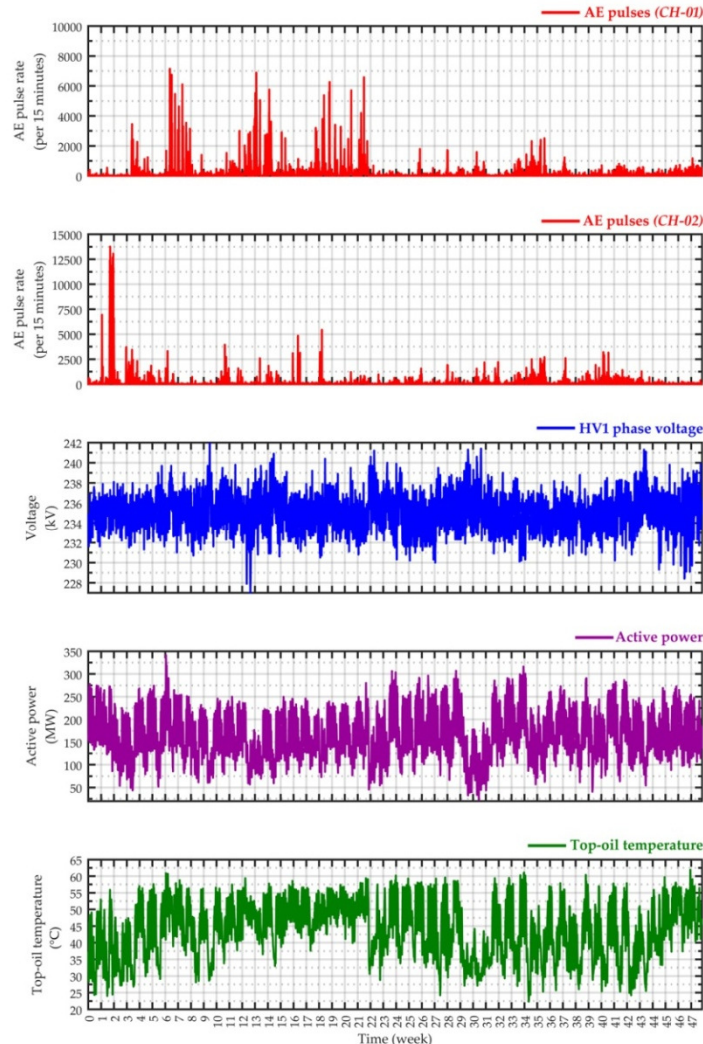 AE pulses (CH-01)
AE pulse rate
(per 15 minutes)
10000
8000
6000
4000
2000
0
AE pulses (CH-02)
AE pulse rate
(per 15 minutes)
15000
12500
10000
7500
5000
2500
0
HV1 phase voltage
Voltage
(kV)
242
240
238
236
234
232
230
228
Active power
Active power
(MW)
350
300
250
200
150
100
50
Top-oil temperature
Top-oil temperature
(°C)
65
60
55
50
45
40
35
30
25
20
0 1 2 3 4 5 6 7 8 9 10 11 12 13 14 15 16 17 18 19 20 21 22 23 24 25 26 27 28 29 30 31 32 33 34 35 36 37 38 39 40 41 42 43 44 45 46 47
Time (week)